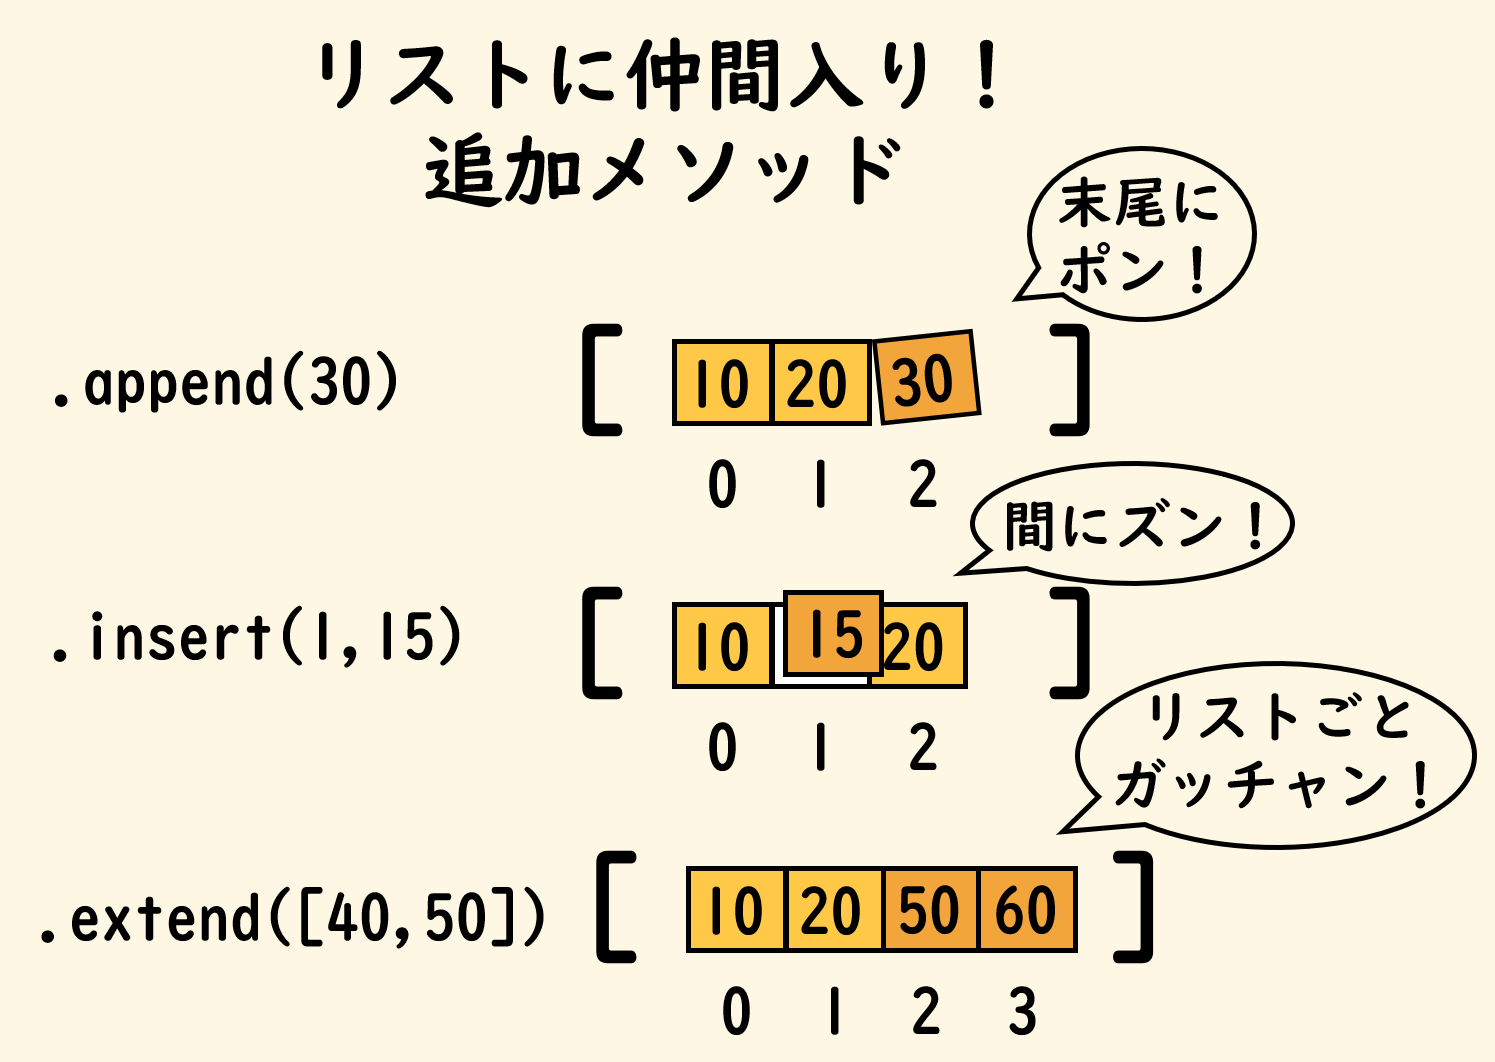 リストに仲間入り！
追加メソッド
末尾に
ポン！
.append(30)
[ 10 20 30 ]
0 1 2
間にズン！
.insert(1,15)
[ 10 15 20 ]
0 1 2
リストごと
ガッチャン！
.extend([40,50])
[ 10 20 50 60 ]
0 1 2 3